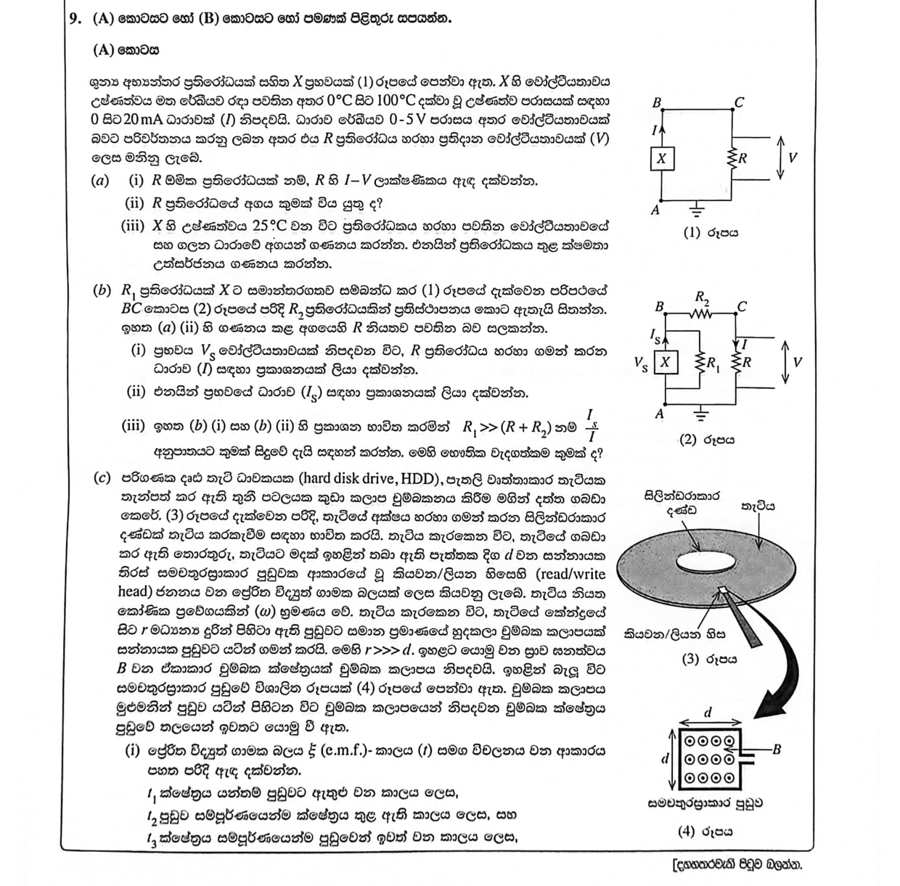 9. (A) කොටසට හෝ (B) කොටසට හෝ පමණක් පිළිතුරු සපයන්න.
(A) කොටස
ශුන්‍ය අභ්‍යන්තර ප්‍රතිරෝධයක් සහිත X ප්‍රභවයක් (1) රූපයේ පෙන්වා ඇත. X හි වෝල්ටීයතාවය
උෂ්ණත්වය මත රේඛීයව රඳා පවතින අතර 0°C සිට 100°C දක්වා වූ උෂ්ණත්ව පරාසයක් සඳහා
0 සිට 20 mA ධාරාවක් (I) නිපදවයි. ධාරාව රේඛීයව 0-5 V පරාසය අතර වෝල්ටීයතාවයක්
බවට පරිවර්තනය කරනු ලබන අතර එය R ප්‍රතිරෝධය හරහා ප්‍රතිදාන වෝල්ටීයතාවයක් (V)
ලෙස මනිනු ලැබේ.
(a) (i) R ඕමික ප්‍රතිරෝධයක් නම්, R හි I–V ලාක්ෂණිකය ඇඳ දක්වන්න.
(ii) R ප්‍රතිරෝධයේ අගය කුමක් විය යුතු ද?
(iii) X හි උෂ්ණත්වය 25 °C වන විට ප්‍රතිරෝධකය හරහා පවතින වෝල්ටීයතාවයේ
සහ ගලන ධාරාවේ අගයන් ගණනය කරන්න. එනයින් ප්‍රතිරෝධකය තුළ ක්ෂමතා
උත්සර්ජනය ගණනය කරන්න.
B C
I
X R V
A
(1) රූපය
(b) R₁ ප්‍රතිරෝධයක් X ට සමාන්තරගතව සම්බන්ධ කර (1) රූපයේ දැක්වෙන පරිපථයේ
BC කොටස (2) රූපයේ පරිදි R₂ ප්‍රතිරෝධයකින් ප්‍රතිස්ථාපනය කොට ඇතැයි සිතන්න.
ඉහත (a) (ii) හි ගණනය කළ අගයෙහි R නියතව පවතින බව සලකන්න.
(i) ප්‍රභවය Vₛ වෝල්ටීයතාවයක් නිපදවන විට, R ප්‍රතිරෝධය හරහා ගමන් කරන
ධාරාව (I) සඳහා ප්‍රකාශනයක් ලියා දක්වන්න.
(ii) එනයින් ප්‍රභවයේ ධාරාව (Iₛ) සඳහා ප්‍රකාශනයක් ලියා දක්වන්න.
(iii) ඉහත (b) (i) සහ (b) (ii) හි ප්‍රකාශන භාවිත කරමින් R₁ >> (R + R₂) නම් Iₛ/I
අනුපාතයට කුමක් සිදුවේ දැයි සඳහන් කරන්න. මෙහි භෞතික වැදගත්කම කුමක් ද?
R₂
B C
Iₛ I
Vₛ X R₁ R V
A
(2) රූපය
(c) පරිගණක දෘඪ තැටි ධාවකයක (hard disk drive, HDD), පැතලි වෘත්තාකාර තැටියක
තැන්පත් කර ඇති තුනී පටලයක කුඩා කලාප චුම්බකනය කිරීම මගින් දත්ත ගබඩා
කෙරේ. (3) රූපයේ දැක්වෙන පරිදි, තැටියේ අක්ෂය හරහා ගමන් කරන සිලින්ඩරාකාර
දණ්ඩක් තැටිය කරකැවීම සඳහා භාවිත කරයි. තැටිය කැරකෙන විට, තැටියේ ගබඩා
කර ඇති තොරතුරු, තැටියට මදක් ඉහළින් තබා ඇති පැත්තක දිග d වන සන්නායක
තිරස් සමචතුරස්‍රාකාර පුඩුවක ආකාරයේ වූ කියවන/ලියන හිසෙහි (read/write
head) ජනනය වන ප්‍රේරිත විද්‍යුත් ගාමක බලයක් ලෙස කියවනු ලැබේ. තැටිය නියත
කෝණික ප්‍රවේගයකින් (ω) භ්‍රමණය වේ. තැටිය කැරකෙන විට, තැටියේ කේන්ද්‍රයේ
සිට r මධ්‍යන්‍ය දුරින් පිහිටා ඇති පුඩුවට සමාන ප්‍රමාණයේ හුදකලා චුම්බක කලාපයක්
සන්නායක පුඩුවට යටින් ගමන් කරයි. මෙහි r >>> d. ඉහළට යොමු වන ස්‍රාව ඝනත්වය
B වන ඒකාකාර චුම්බක ක්ෂේත්‍රයක් චුම්බක කලාපය නිපදවයි. ඉහළින් බැලූ විට
සමචතුරස්‍රාකාර පුඩුවේ විශාලිත රූපයක් (4) රූපයේ පෙන්වා ඇත. චුම්බක කලාපය
මුළුමනින් පුඩුව යටින් පිහිටන විට චුම්බක කලාපයෙන් නිපදවන චුම්බක ක්ෂේත්‍රය
පුඩුවේ තලයෙන් ඉවතට යොමු වී ඇත.
(i) ප්‍රේරිත විද්‍යුත් ගාමක බලය ξ (e.m.f.)- කාලය (t) සමග විචලනය වන ආකාරය
පහත පරිදි ඇඳ දක්වන්න.
t₁ ක්ෂේත්‍රය යන්තම් පුඩුවට ඇතුළු වන කාලය ලෙස,
t₂ පුඩුව සම්පූර්ණයෙන්ම ක්ෂේත්‍රය තුළ ඇති කාලය ලෙස, සහ
t₃ ක්ෂේත්‍රය සම්පූර්ණයෙන්ම පුඩුවෙන් ඉවත් වන කාලය ලෙස,
සිලින්ඩරාකාර
දණ්ඩ
තැටිය
කියවන/ලියන හිස
(3) රූපය
d
d B
සමචතුරස්‍රාකාර පුඩුව
(4) රූපය
[දහහතරවැනි පිටුව බලන්න.